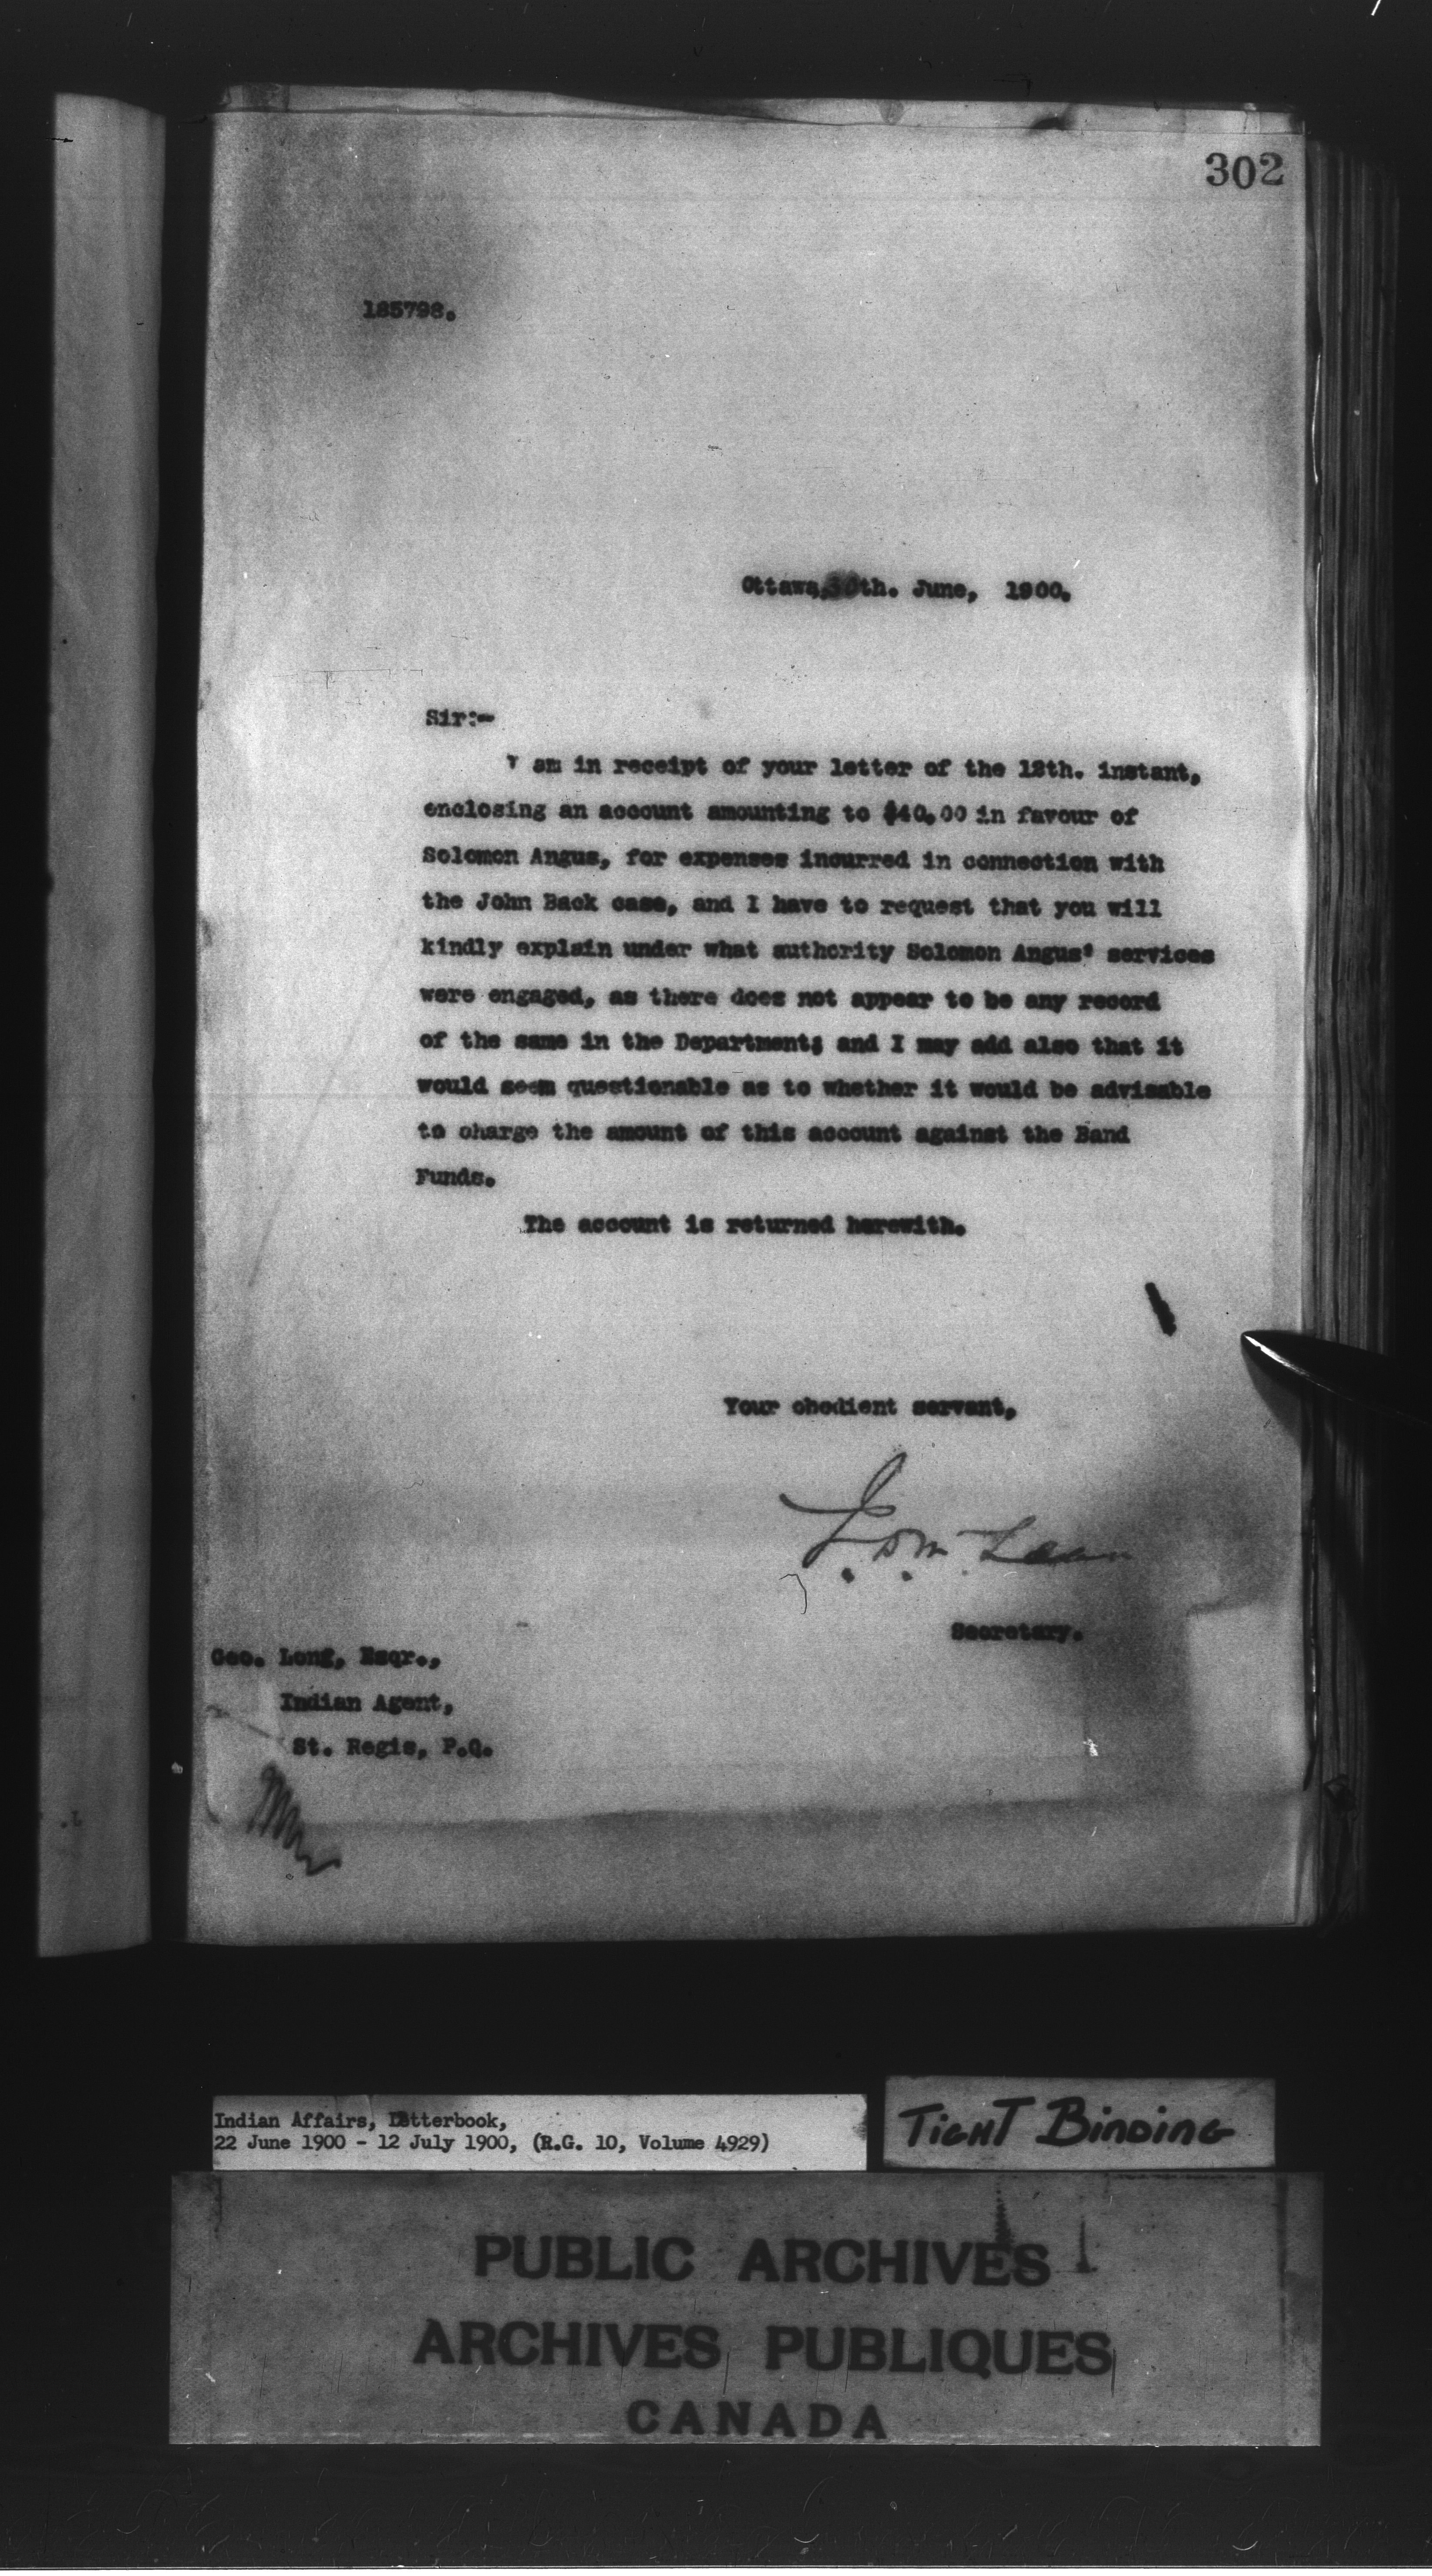 302
185798.
Ottawa, 30th. June, 1900.
Sir:-
I am in receipt of your letter of the 12th. instant,
enclosing an account amounting to $40.00 in favour of
Solomon Angus, for expenses incurred in connection with
the John Back case, and I have to request that you will
kindly explain under what authority Solomon Angus' services
were engaged, as there does not appear to be any record
of the same in the Department; and I may add also that it
would seem questionable as to whether it would be advisable
to charge the amount of this account against the Band
Funds.
The account is returned herewith.
Your obedient servant,
Secretary.
Geo. Long, Esqr.,
Indian Agent,
St. Regis, P.Q.
Indian Affairs, Letterbook,
22 June 1900 - 12 July 1900, (R.G. 10, Volume 4929)
TIGHT BINDING
PUBLIC ARCHIVES
ARCHIVES PUBLIQUES
CANADA